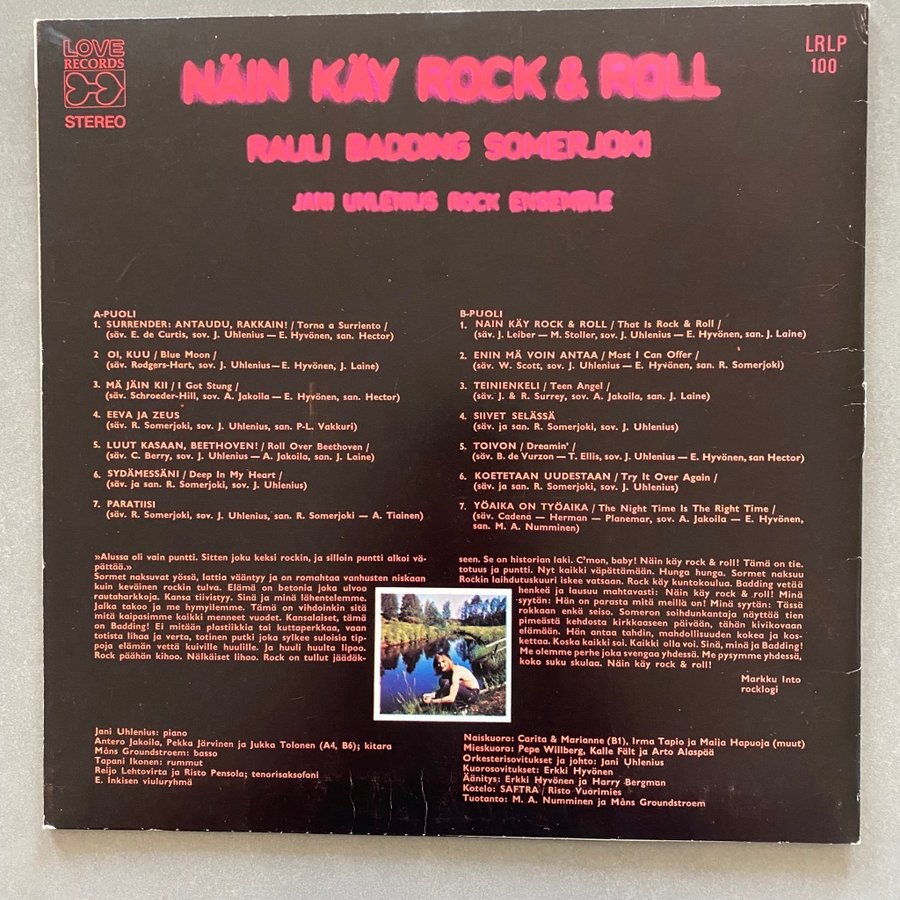 LOVE
RECORDS
STEREO
LRLP
100
NÄIN KÄY ROCK & ROLL
RAULI BADDING SOMERJOKI
JANI UHLENIUS ROCK ENSEMBLE
A-PUOLI
1. SURRENDER: ANTAUDU, RAKKAIN! / Torna a Surriento /
(säv. E. de Curtis, sov. J. Uhlenius — E. Hyvönen, san. Hector)
2 OI, KUU / Blue Moon /
(säv. Rodgers-Hart, sov. J. Uhlenius — E. Hyvönen, J. Laine)
3. MÄ JÄIN KII / I Got Stung /
(säv. Schroeder-Hill, sov. A. Jakoila — E. Hyvönen, san. Hector)
4. EEVA JA ZEUS
(säv. R. Somerjoki, sov. J. Uhlenius, san. P-L. Vakkuri)
5. LUUT KASAAN, BEETHOVEN! / Roll Over Beethoven /
(säv. C. Berry, sov. J. Uhlenius — A. Jakoila, san. J. Laine)
6. SYDÄMESSÄNI / Deep In My Heart /
(säv. ja san. R. Somerjoki, sov. J. Uhlenius)
7. PARATIISI
(säv. R. Somerjoki, sov. J. Uhlenius, san. R. Somerjoki — A. Tiainen)
B-PUOLI
1. NAIN KÄY ROCK & ROLL / That Is Rock & Roll /
(säv. J. Leiber — M. Stoller, sov. J. Uhlenius — E. Hyvönen, san. J. Laine)
2. ENIN MÄ VOIN ANTAA / Most I Can Offer /
(säv. W. Scott, sov. J. Uhlenius — E. Hyvönen, san. R. Somerjoki)
3. TEINIENKELI / Teen Angel /
(säv. J. & R. Surrey, sov. A. Jakoila, san. J. Laine)
4. SIIVET SELÄSSÄ
(säv. ja san. R. Somerjoki, sov. J. Uhlenius)
5. TOIVON / Dreamin' /
(säv. B. de Vurzon — T. Ellis, sov. J. Uhlenius — E. Hyvönen, san Hector)
6. KOETETAAN UUDESTAAN / Try It Over Again /
(säv. ja san. R. Somerjoki, sov. J. Uhlenius)
7. YÖAIKA ON TYÖAIKA / The Night Time Is The Right Time /
(säv. Cadena — Herman — Planemar, sov. A. Jakoila — E. Hyvönen,
san. M. A. Numminen)
»Alussa oli vain puntti. Sitten joku keksi rockin, ja silloin puntti alkoi vä-
pättää.»
Sormet naksuvat yössä, lattia vääntyy ja on romahtaa vanhusten niskaan
kuin keväinen rockin tulva. Elämä on betonia joka ulvoo
rautaharkkoja. Kansa tiivistyy. Sinä ja minä lähentelemme.
Jalka takoo ja me hymyilemme. Tämä on vihdoinkin sitä
mitä kaipasimme kaikki menneet vuodet. Kansalaiset, tämä
on Badding! Ei mitään plastiikkia tai kuttaperkkaa, vaan
totista lihaa ja verta, totinen putki joka sylkee suloisia tip-
poja elämän vettä kuiville huulille. Ja huuli huulta lipoo.
Rock päähän kihoo. Nälkäiset lihoo. Rock on tullut jäädäk-
seen. Se on historian laki. C'mon, baby! Näin käy rock & roll! Tämä on tie,
totuus ja puntti. Nyt kaikki väpättämään. Hunga hunga. Sormet naksuu
Rockin laihdutuskuuri iskee vatsaan. Rock käy kuntokoulua. Badding vetää
henkeä ja lausuu mahtavasti: Näin käy rock & roll! Minä
syytän: Hän on parasta mitä meillä on! Minä syytän: Tässä
rokkaan enkä seiso. Someron soihdunkantaja näyttää tien
pimeästä kehdosta kirkkaaseen päivään, tähän kivikovaan
elämään. Hän antaa tahdin, mahdollisuuden kokea ja kos-
kettaa. Koska kaikki soi. Kaikki olla voi. Sinä, minä ja Badding!
Me olemme perhe joka svengaa yhdessä. Me pysymme yhdessä,
koko suku skulaa. Näin käy rock & roll!
Markku Into
rocklogi
Jani Uhlenius: piano
Antero Jakoila, Pekka Järvinen ja Jukka Tolonen (A4, B6); kitara
Måns Groundstroem: basso
Tapani Ikonen: rummut
Reijo Lehtovirta ja Risto Pensola; tenorisaksofoni
E. Inkisen viuluryhmä
Naiskuoro: Carita & Marianne (B1), Irma Tapio ja Maija Hapuoja (muut)
Mieskuoro: Pepe Willberg, Kalle Fält ja Arto Alaspää
Orkesterisovitukset ja johto: Jani Uhlenius
Kuorosovitukset: Erkki Hyvönen
Äänitys: Erkki Hyvönen ja Harry Bergman
Kotelo: SAFTRA / Risto Vuorimies
Tuotanto: M. A. Numminen ja Måns Groundstroem